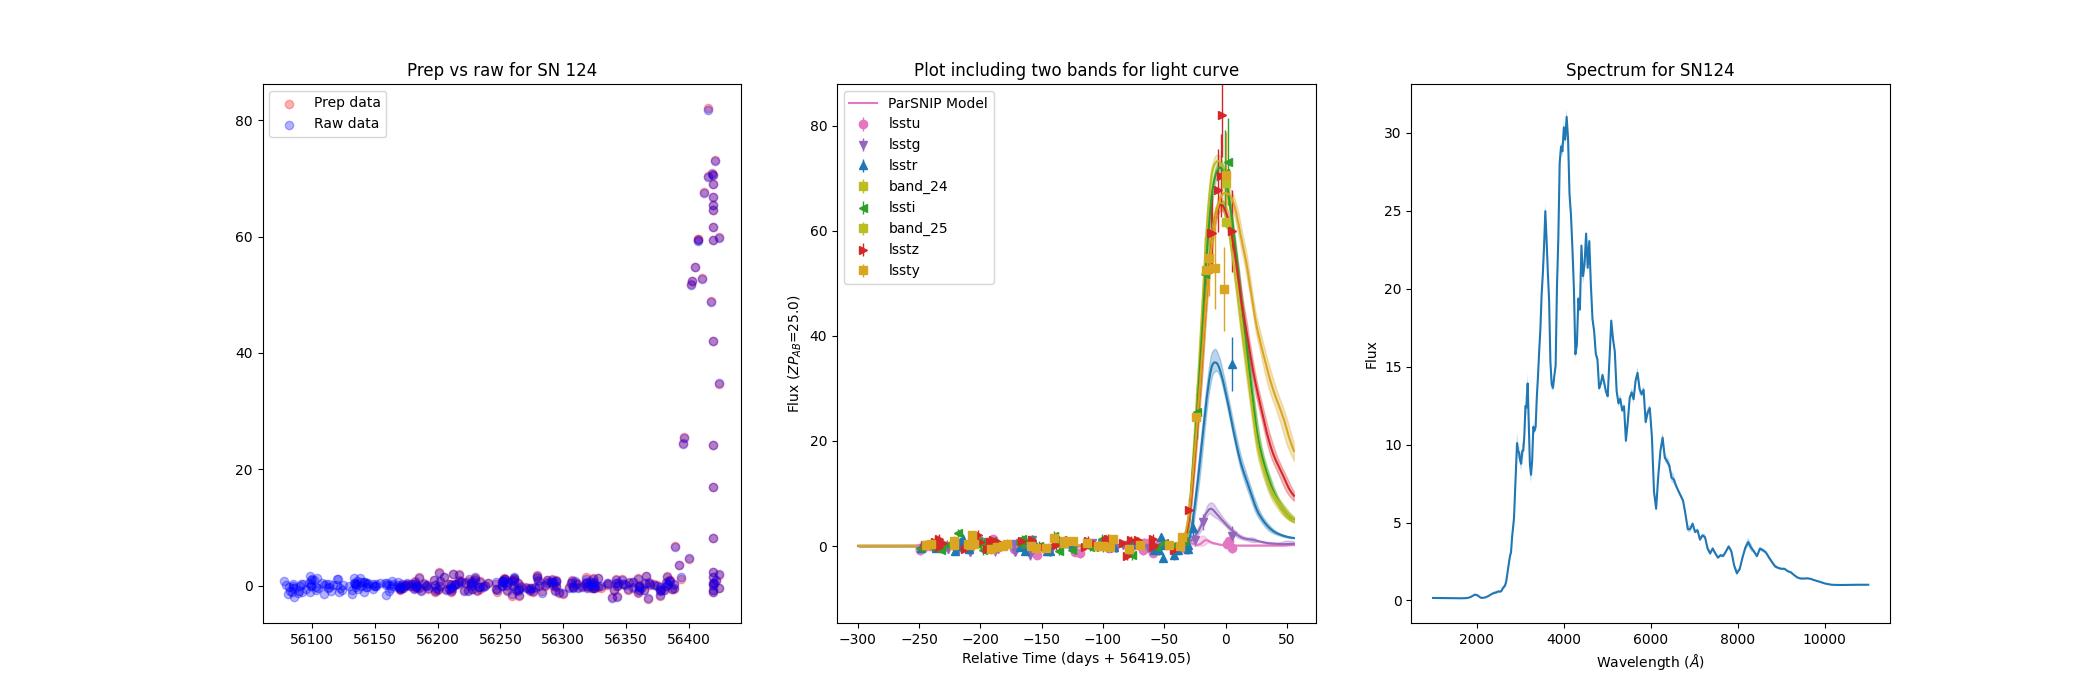 Prep vs raw for SN 124
Prep data
Raw data
80
60
40
20
0
56100 56150 56200 56250 56300 56350 56400
Plot including two bands for light curve
ParSNIP Model
lsstu
lsstg
lsstr
band_24
lssti
band_25
lsstz
lssty
Flux (ZP_AB=25.0)
80
60
40
20
0
−300 −250 −200 −150 −100 −50 0 50
Relative Time (days + 56419.05)
Spectrum for SN124
Flux
30
25
20
15
10
5
0
2000 4000 6000 8000 10000
Wavelength (Å)